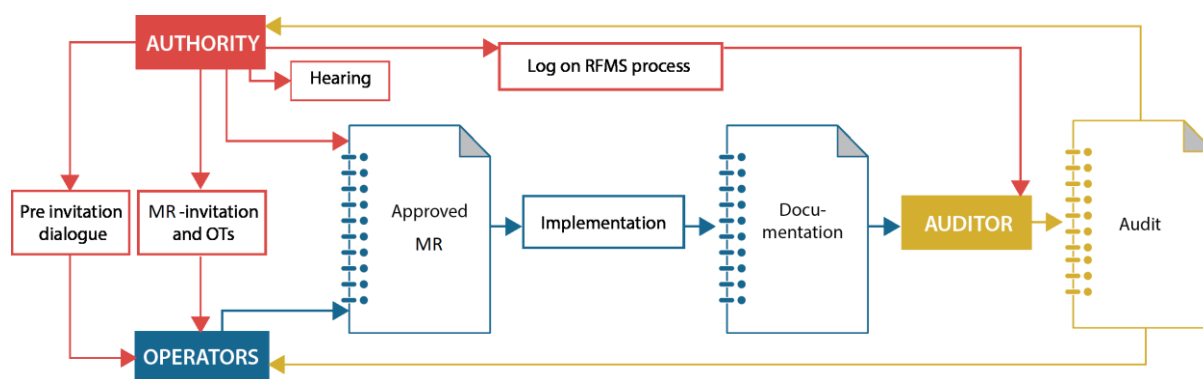 AUTHORITY
Hearing
Log on RFMS process
Pre invitation
dialogue
MR -invitation
and OTs
Approved
MR
Implementation
Docu-
mentation
AUDITOR
Audit
OPERATORS